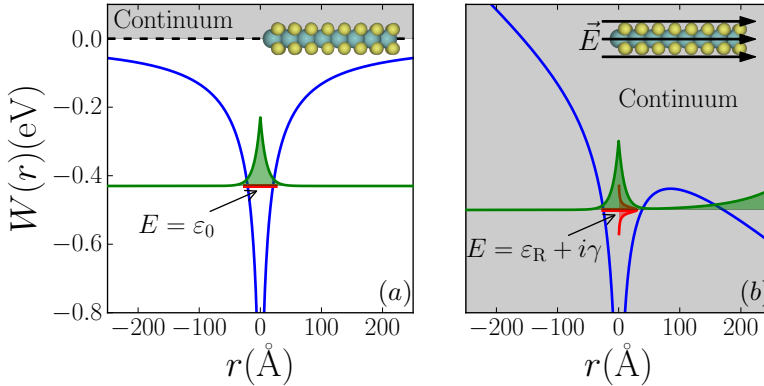 Continuum
0.0
−0.2
−0.4
−0.6
−0.8
W(r)(eV)
E = ε₀
(a)
−200 −100 0 100 200
r(Å)
E⃗
Continuum
E = ε_R + iγ
(b)
−200 −100 0 100 200
r(Å)